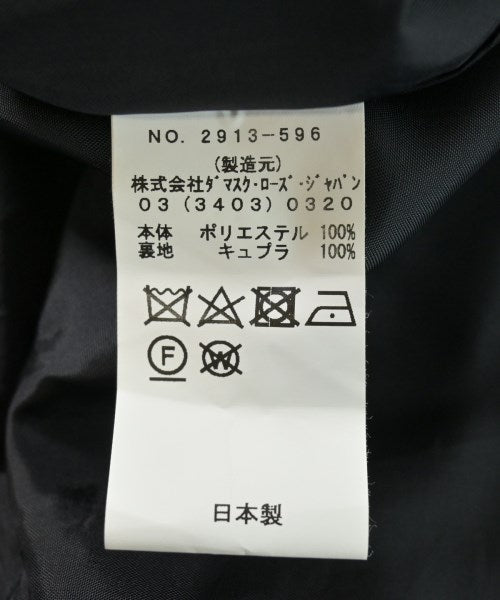 NO. 2913-596
(製造元)
株式会社ﾀﾞﾏｽｸ･ﾛｰｽﾞ･ｼﾞｬﾊﾟﾝ
03(3403)0320
本体 ポリエステル 100%
裏地 キュプラ 100%
F W
日本製